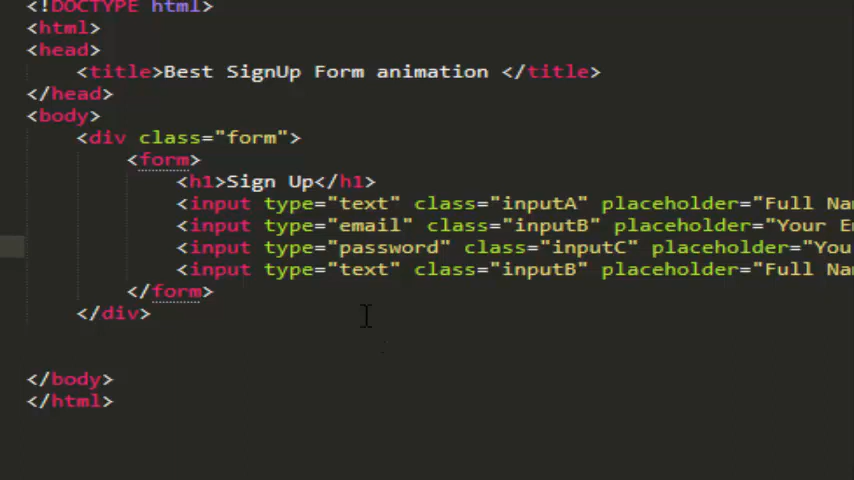 <!DOCTYPE html>
<html>
<head>
<title>Best SignUp Form animation </title>
</head>
<body>
<div class="form">
<form>
<h1>Sign Up</h1>
<input type="text" class="inputA" placeholder="Full Na
<input type="email" class="inputB" placeholder="Your E
<input type="password" class="inputC" placeholder="You
<input type="text" class="inputB" placeholder="Full Na
</form>
</div>
</body>
</html>